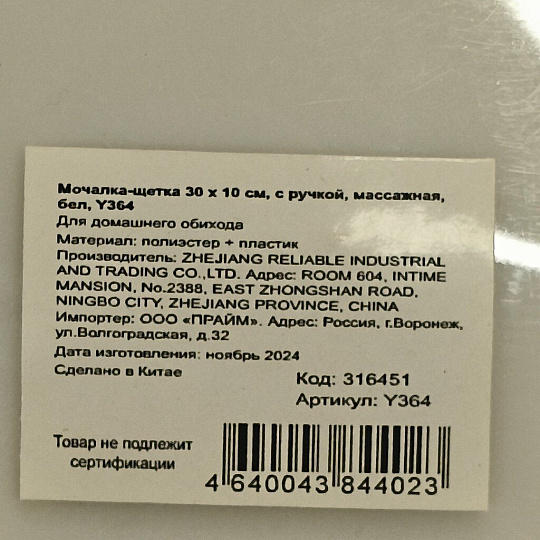 Мочалка-щетка 30 х 10 см, с ручкой, массажная,
бел, Y364
Для домашнего обихода
Материал: полиэстер + пластик
Производитель: ZHEJIANG RELIABLE INDUSTRIAL
AND TRADING CO.,LTD. Адрес: ROOM 604, INTIME
MANSION, No.2388, EAST ZHONGSHAN ROAD,
NINGBO CITY, ZHEJIANG PROVINCE, CHINA
Импортер: ООО «ПРАЙМ». Адрес: Россия, г.Воронеж,
ул.Волгоградская, д.32
Дата изготовления: ноябрь 2024
Сделано в Китае
Код: 316451
Артикул: Y364
Товар не подлежит
сертификации
4 640043 844023